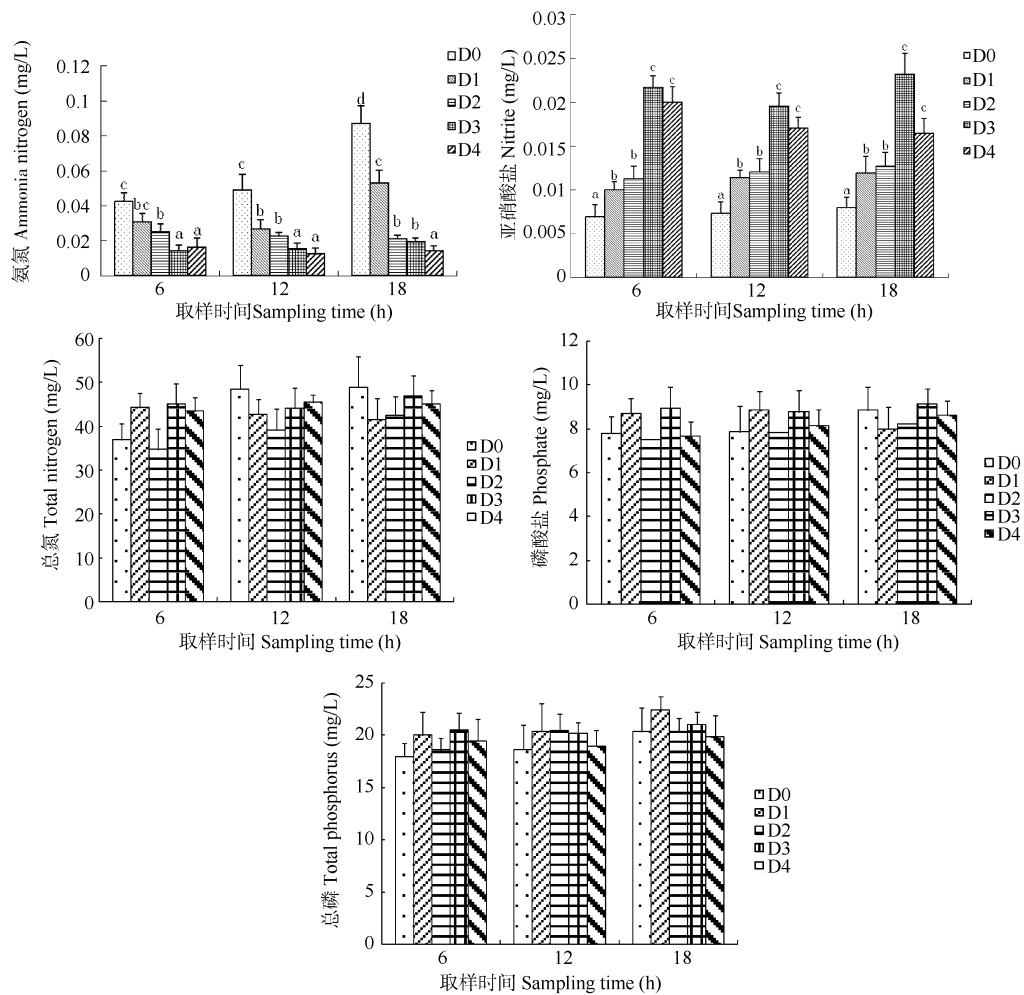 氨氮 Ammonia nitrogen (mg/L)
0.12
0.1
0.08
0.06
0.04
0.02
0
c
bc
b
a
a
c
b
b
a
a
d
c
b
b
a
6
12
18
取样时间Sampling time (h)
D0
D1
D2
D3
D4
亚硝酸盐 Nitrite (mg/L)
0.03
0.025
0.02
0.015
0.01
0.005
0
a
b
b
c
c
a
b
b
c
c
a
b
b
c
c
6
12
18
取样时间Sampling time (h)
D0
D1
D2
D3
D4
总氮 Total nitrogen (mg/L)
60
50
40
30
20
10
0
6
12
18
取样时间 Sampling time (h)
D0
D1
D2
D3
D4
磷酸盐 Phosphate (mg/L)
12
10
8
6
4
2
0
6
12
18
取样时间 Sampling time (h)
D0
D1
D2
D3
D4
总磷 Total phosphorus (mg/L)
25
20
15
10
5
0
6
12
18
取样时间 Sampling time (h)
D0
D1
D2
D3
D4